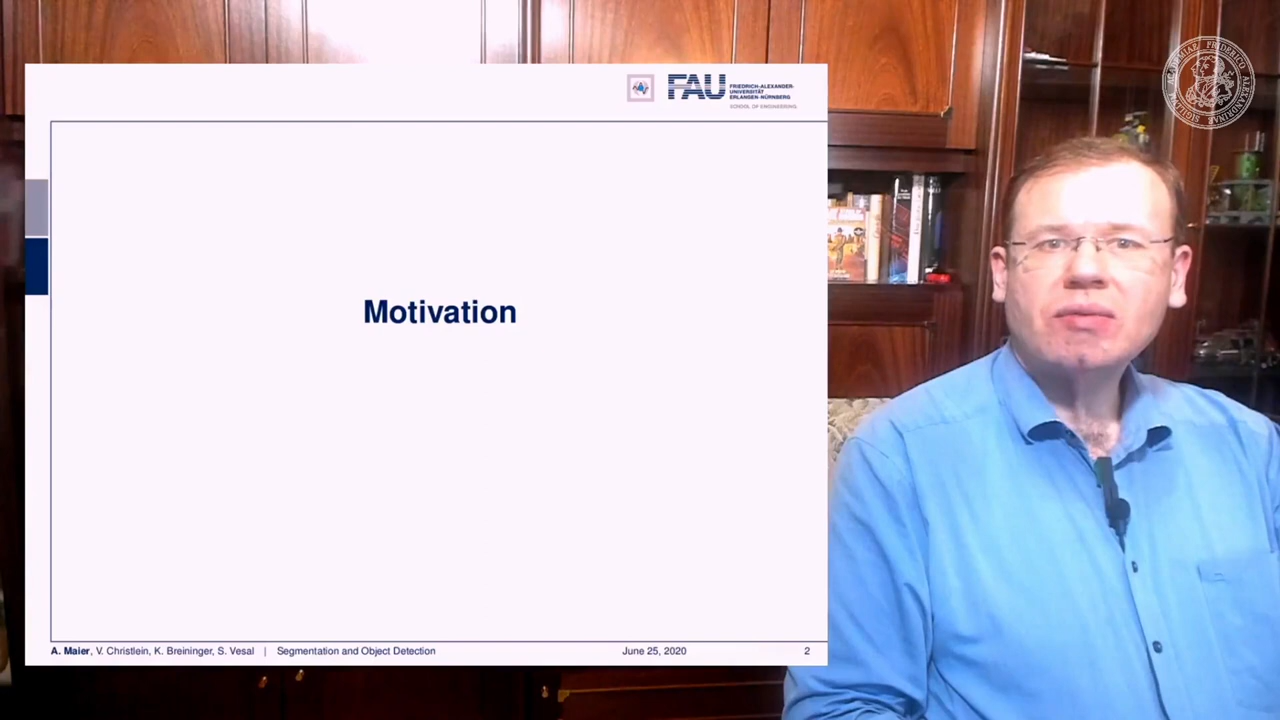 FAU
FRIEDRICH-ALEXANDER-
UNIVERSITÄT
ERLANGEN-NÜRNBERG
SCHOOL OF ENGINEERING
Motivation
A. Maier, V. Christlein, K. Breininger, S. Vesal | Segmentation and Object Detection June 25, 2020 2